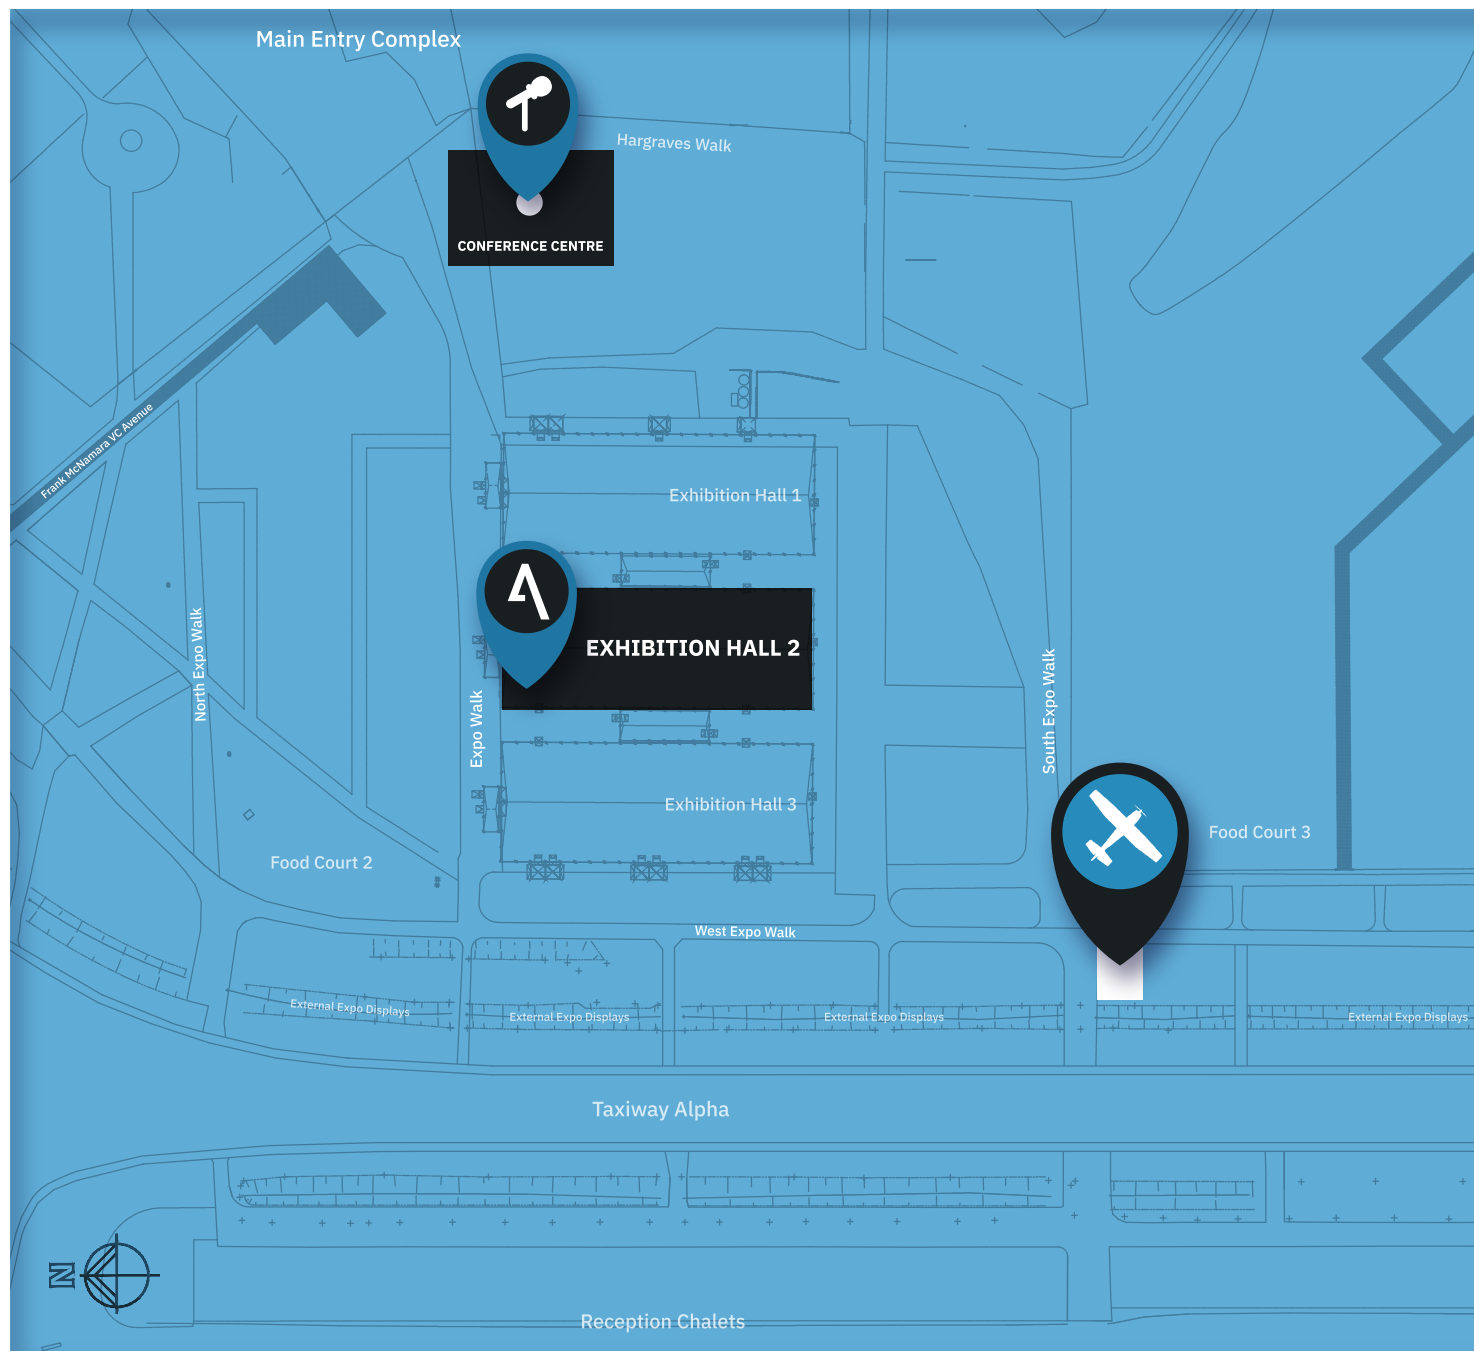 Main Entry Complex
Hargraves Walk
CONFERENCE CENTRE
Frank McNamara VC Avenue
Exhibition Hall 1
EXHIBITION HALL 2
North Expo Walk
Expo Walk
South Expo Walk
Exhibition Hall 3
Food Court 3
Food Court 2
West Expo Walk
External Expo Displays
External Expo Displays
External Expo Displays
External Expo Displays
Taxiway Alpha
N
Reception Chalets